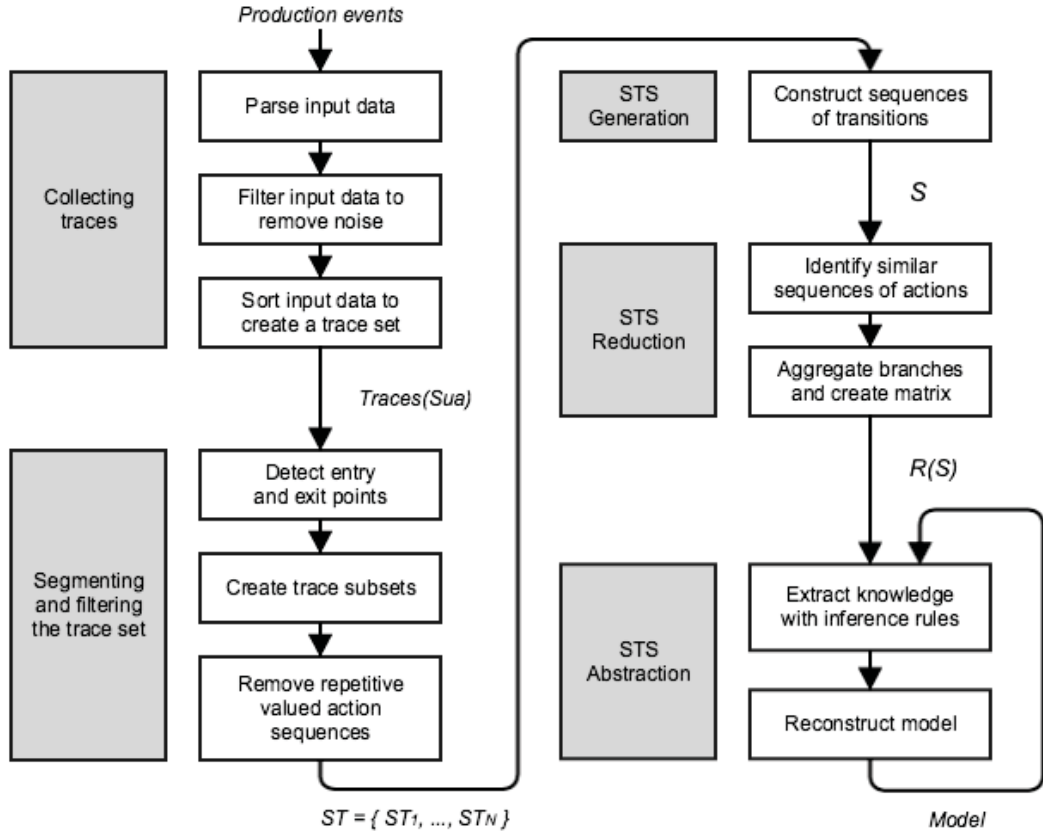 Production events
Parse input data
Filter input data to
remove noise
Sort input data to
create a trace set
Collecting
traces
Traces(Sua)
Detect entry
and exit points
Create trace subsets
Remove repetitive
valued action
sequences
Segmenting
and filtering
the trace set
ST = { ST1, ..., STN }
STS
Generation
Construct sequences
of transitions
S
STS
Reduction
Identify similar
sequences of actions
Aggregate branches
and create matrix
R(S)
STS
Abstraction
Extract knowledge
with inference rules
Reconstruct model
Model